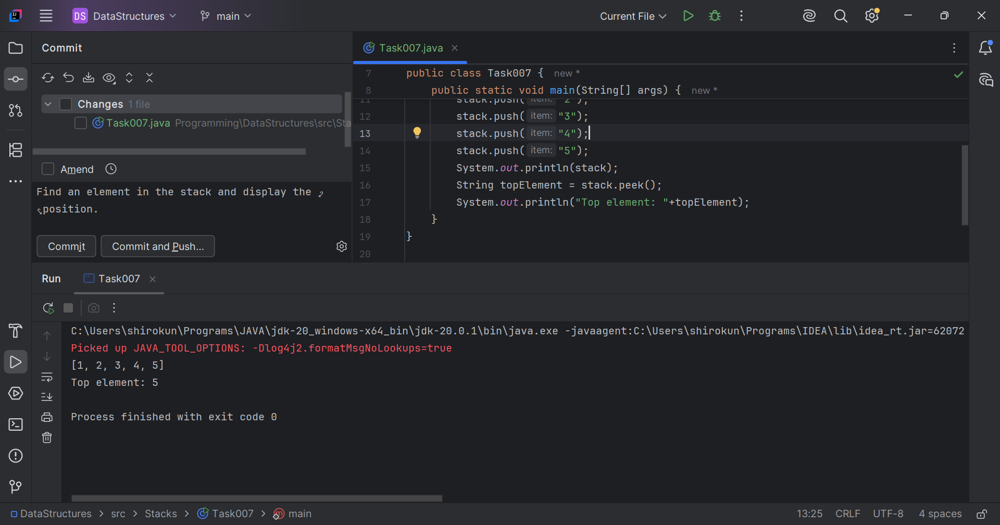 DS DataStructures main Current File
Commit
Task007.java
Changes 1 file
Task007.java Programming\DataStructures\src\Sta
Amend
Find an element in the stack and display the
position.
Commit Commit and Push...
7 public class Task007 { new *
8 public static void main(String[] args) { new *
11 stack.push( item: "2");
12 stack.push( item: "3");
13 stack.push( item: "4");
14 stack.push( item: "5");
15 System.out.println(stack);
16 String topElement = stack.peek();
17 System.out.println("Top element: "+topElement);
18 }
19 }
20
Run Task007
C:\Users\shirokun\Programs\JAVA\jdk-20_windows-x64_bin\jdk-20.0.1\bin\java.exe -javaagent:C:\Users\shirokun\Programs\IDEA\lib\idea_rt.jar=62072
Picked up JAVA_TOOL_OPTIONS: -Dlog4j2.formatMsgNoLookups=true
[1, 2, 3, 4, 5]
Top element: 5
Process finished with exit code 0
DataStructures > src > Stacks > Task007 > main 13:25 CRLF UTF-8 4 spaces